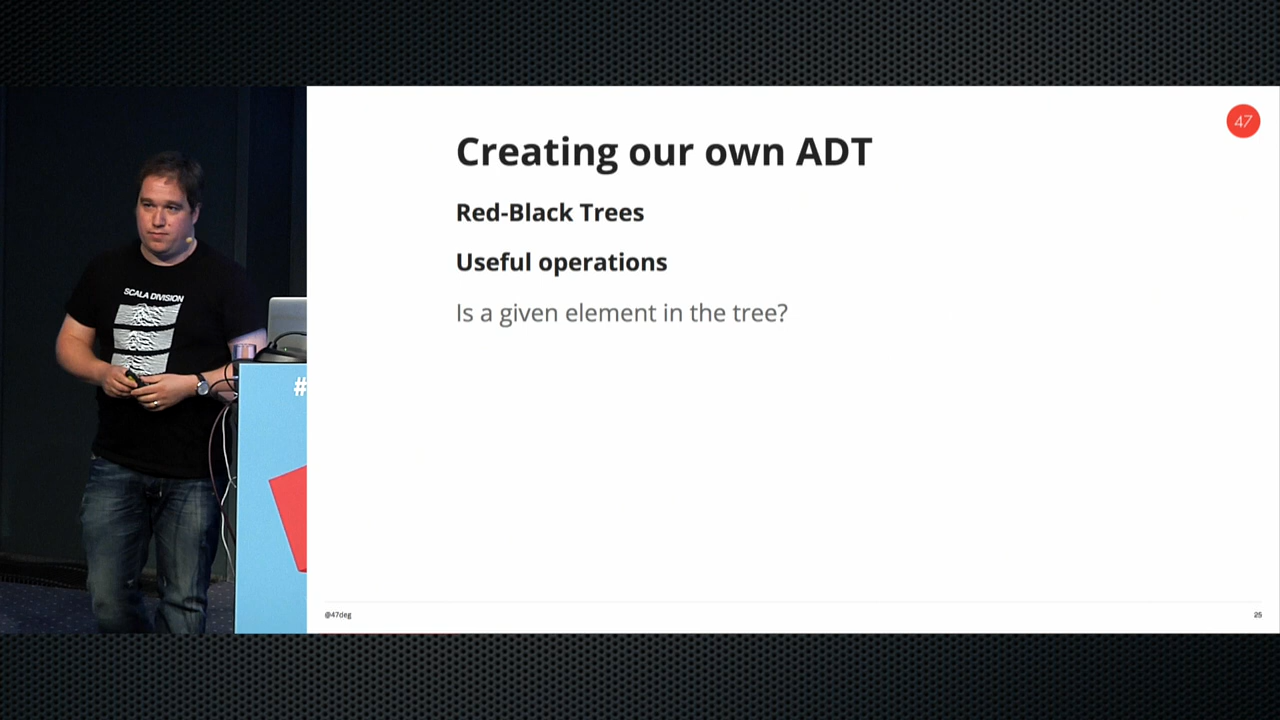 SCALA DIVISION
#
47
Creating our own ADT
Red-Black Trees
Useful operations
Is a given element in the tree?
@47deg
25